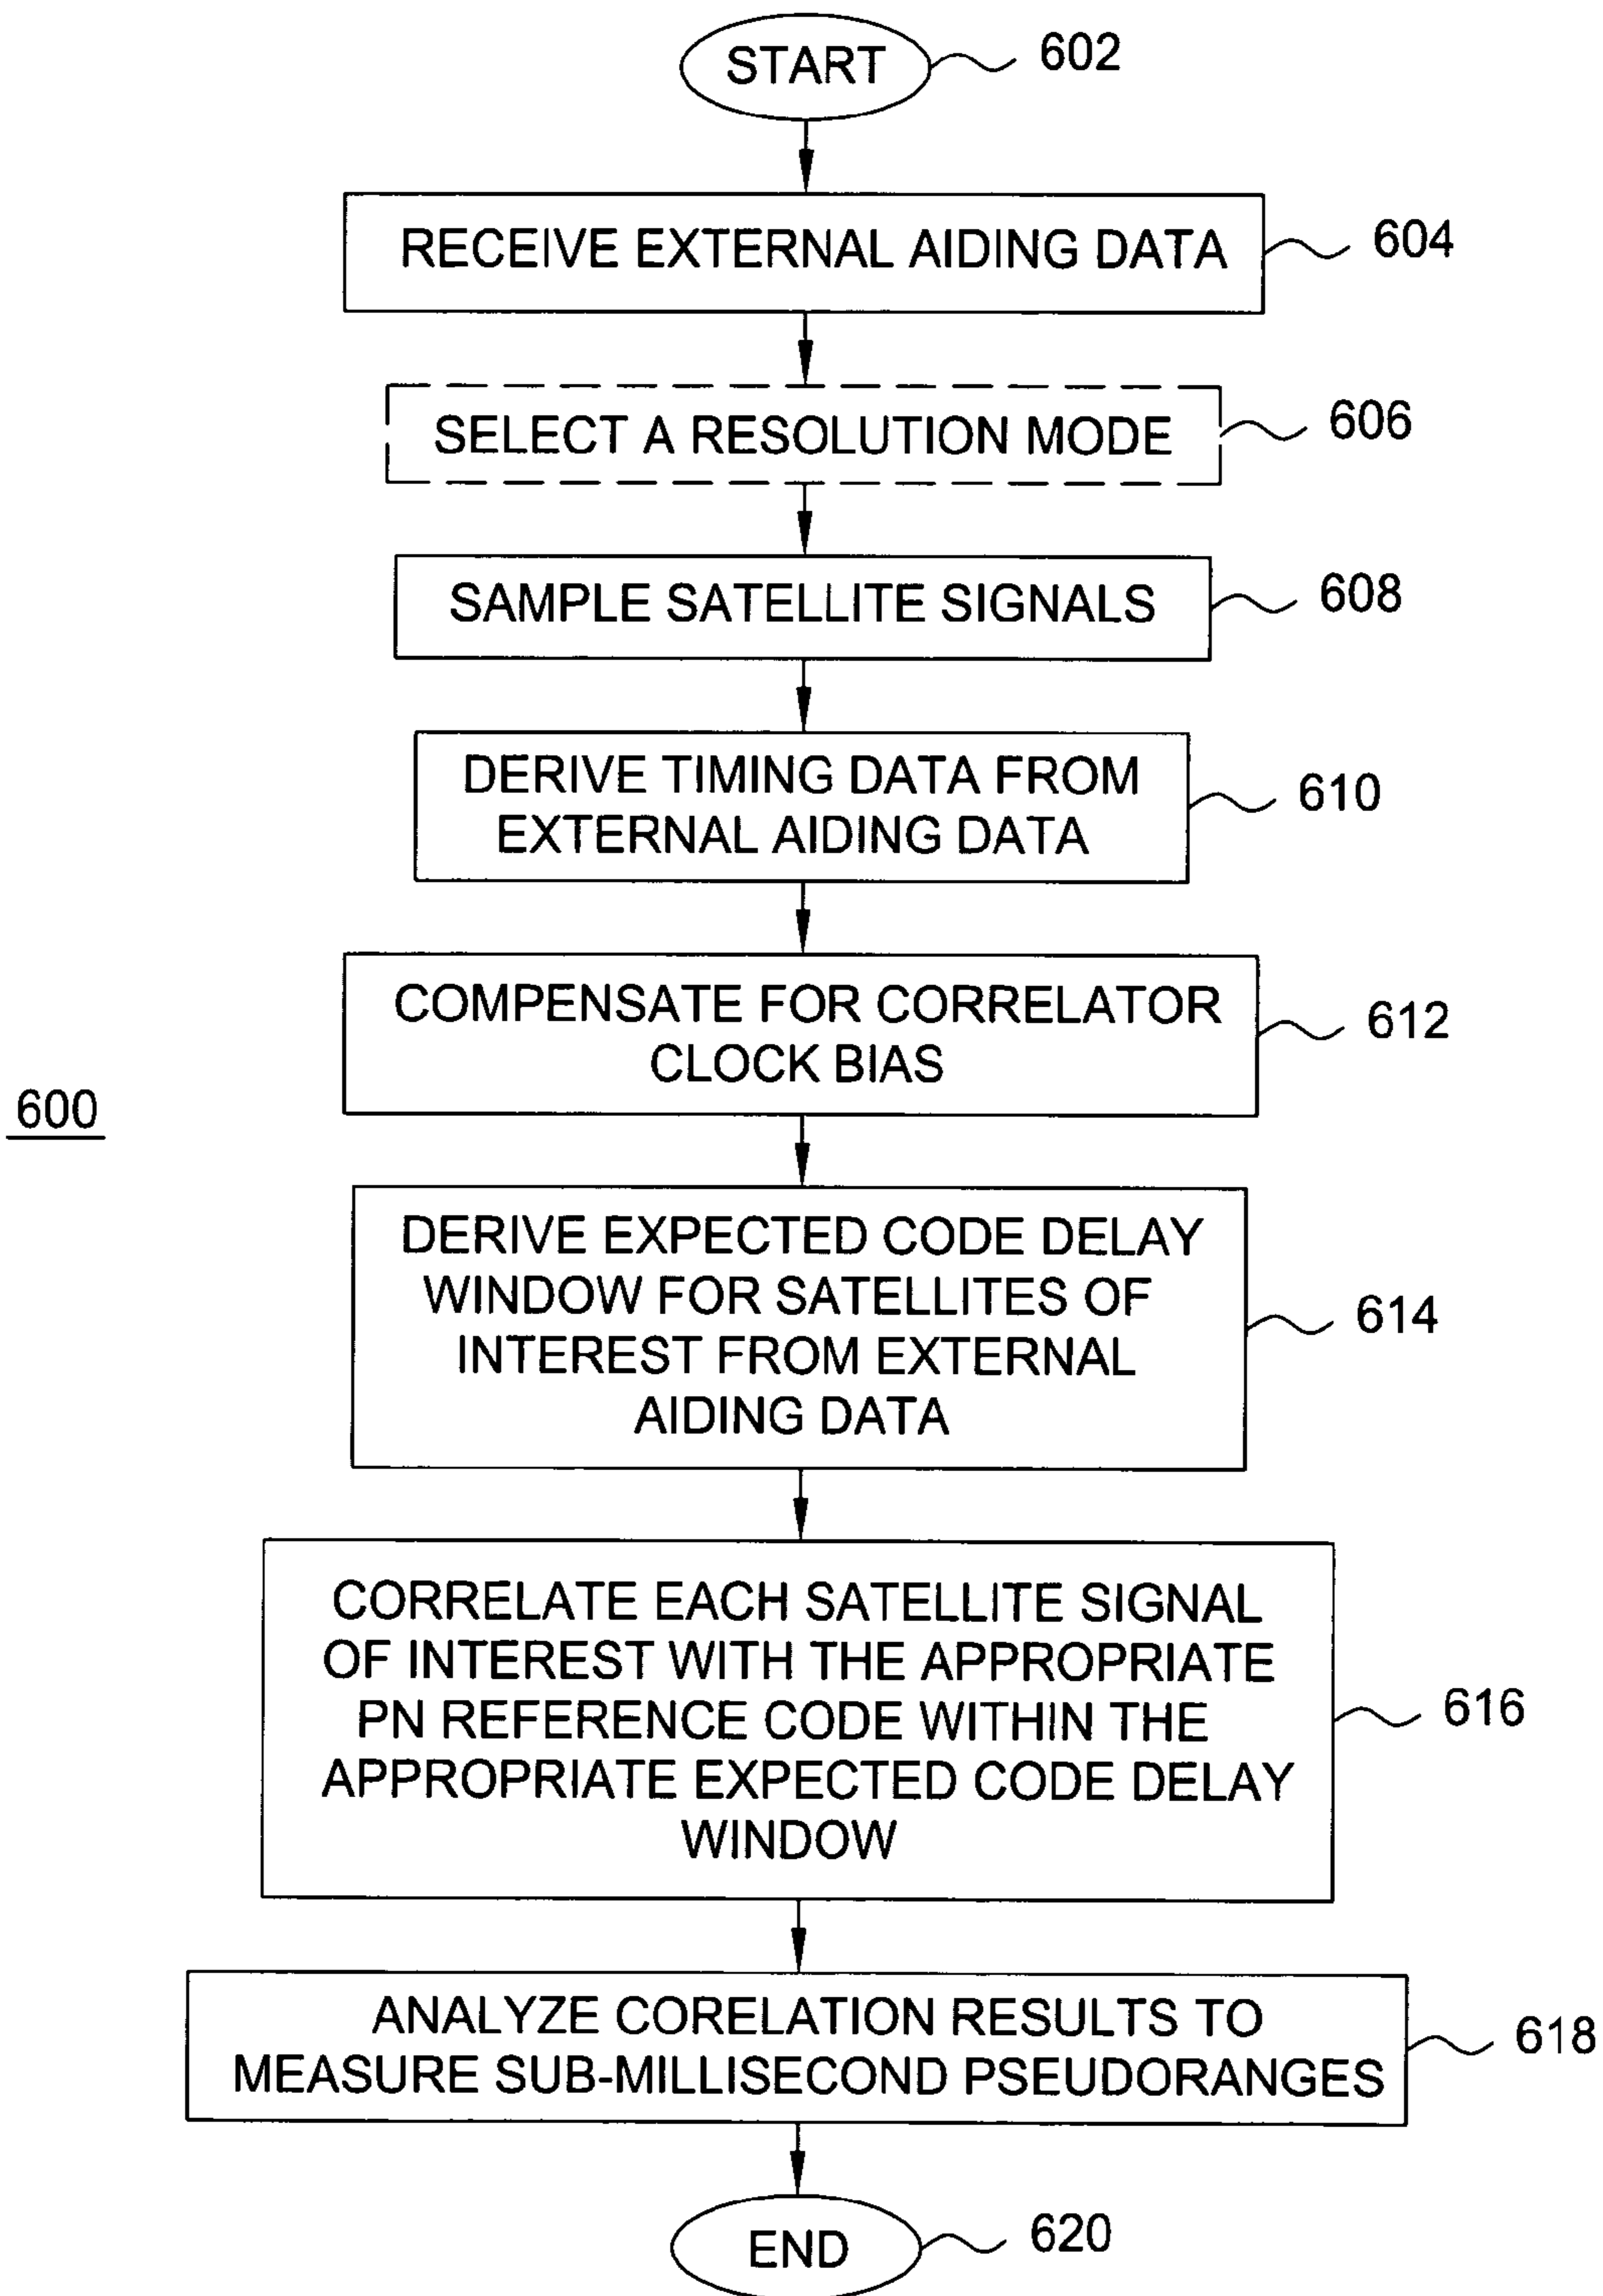 START
602
RECEIVE EXTERNAL AIDING DATA
604
SELECT A RESOLUTION MODE
606
SAMPLE SATELLITE SIGNALS
608
DERIVE TIMING DATA FROM
EXTERNAL AIDING DATA
610
COMPENSATE FOR CORRELATOR
CLOCK BIAS
612
600
DERIVE EXPECTED CODE DELAY
WINDOW FOR SATELLITES OF
INTEREST FROM EXTERNAL
AIDING DATA
614
CORRELATE EACH SATELLITE SIGNAL
OF INTEREST WITH THE APPROPRIATE
PN REFERENCE CODE WITHIN THE
APPROPRIATE EXPECTED CODE DELAY
WINDOW
616
ANALYZE CORELATION RESULTS TO
MEASURE SUB-MILLISECOND PSEUDORANGES
618
END
620